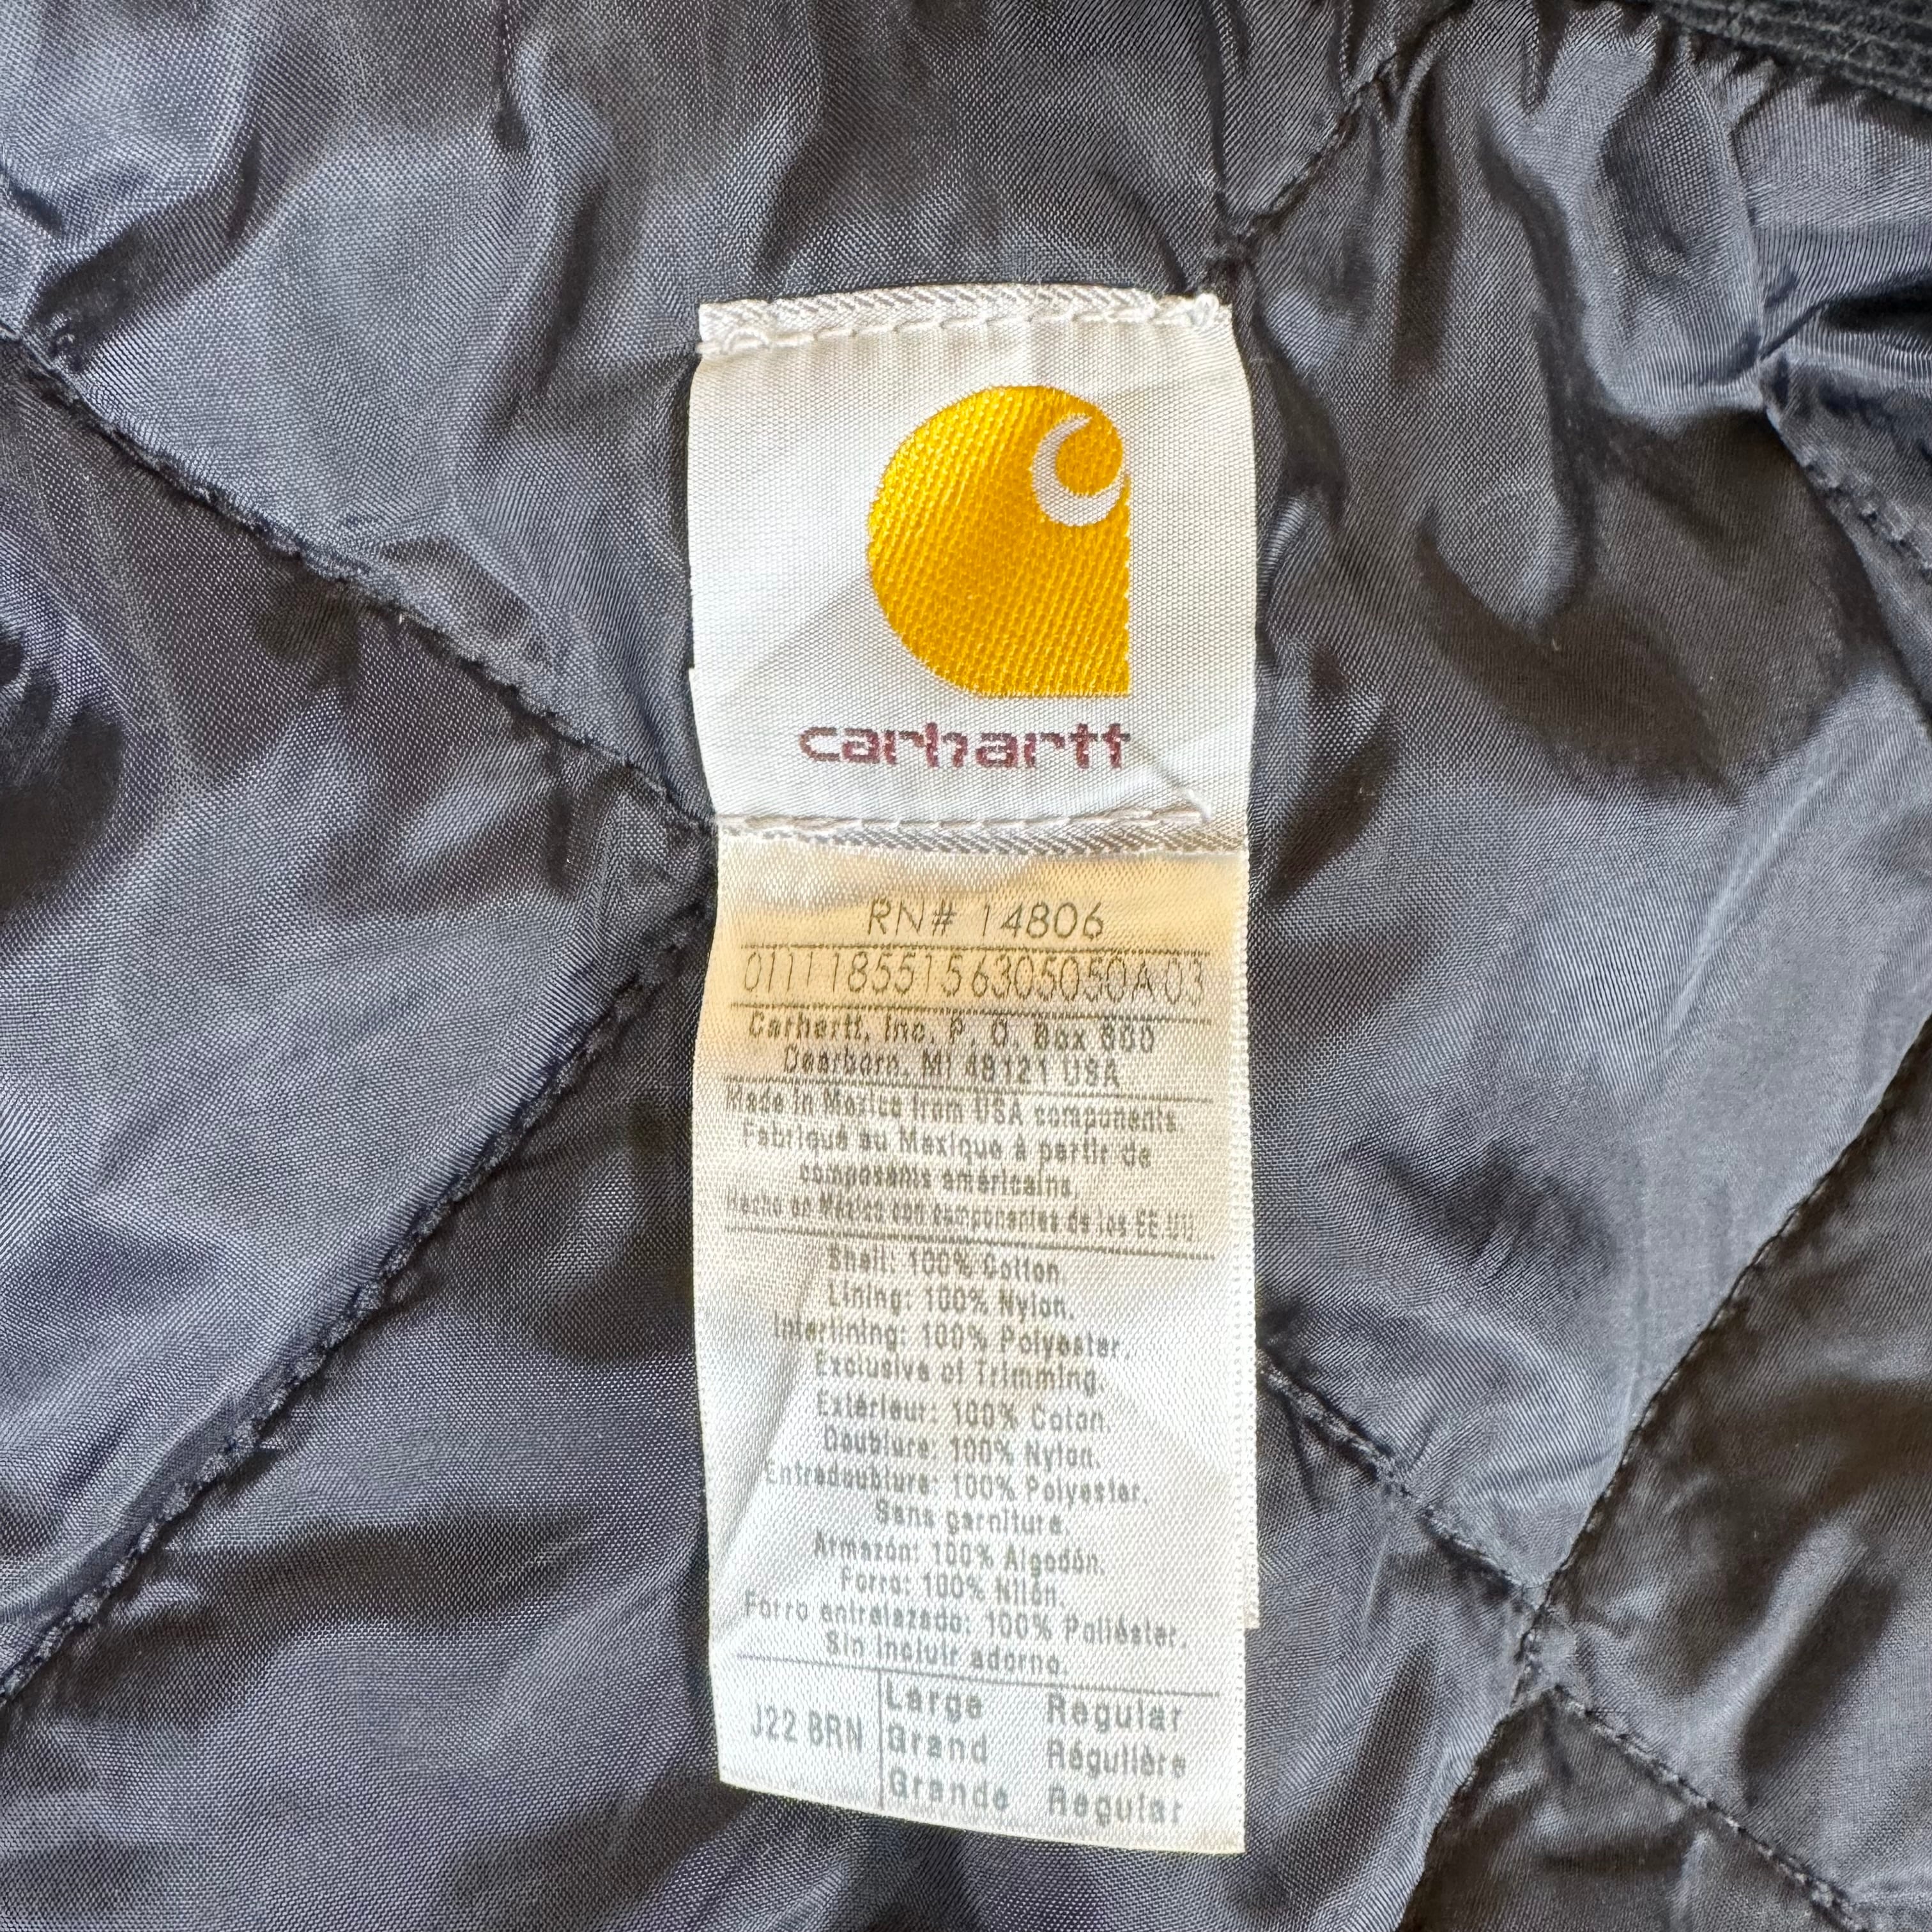 carhartt
RN# 14806
01111855156305050A 03
Carhartt, Inc. P. O. Box 600
Dearborn, MI 48121 USA
Made in Mexico from USA components.
Fabriqué au Mexique à partir de
composants américains.
Hecho en México con componentes de los EE.UU.
Shell: 100% Cotton.
Lining: 100% Nylon.
Interlining: 100% Polyester.
Exclusive of Trimming.
Extérieur: 100% Coton.
Doublure: 100% Nylon.
Entredoublure: 100% Polyester.
Sans garniture.
Armazón: 100% Algodón.
Forro: 100% Nilón.
Forro entrelazado: 100% Poliéster.
Sin incluir adorno.
J22 BRN
Large Regular
Grand Régulière
Grande Regular